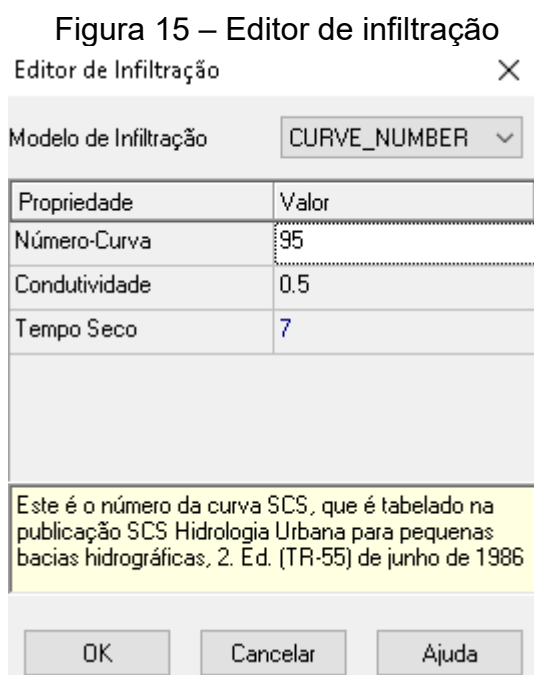 Figura 15 – Editor de infiltração
Editor de Infiltração
Modelo de Infiltração CURVE_NUMBER
Propriedade Valor
Número-Curva 95
Condutividade 0.5
Tempo Seco 7
Este é o número da curva SCS, que é tabelado na
publicação SCS Hidrologia Urbana para pequenas
bacias hidrográficas, 2. Ed. (TR-55) de junho de 1986
OK Cancelar Ajuda